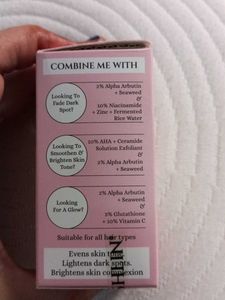 COMBINE ME WITH
Looking To
Fade Dark
Spot?
2% Alpha Arbutin
+ Seaweed
&
10% Niacinamide
+ Zinc + Fermented
Rice Water
Looking To
Smoothen &
Brighten Skin
Tone?
10% AHA + Ceramide
Solution Exfoliant
&
2% Alpha Arbutin
+ Seaweed
Looking
For A Glow?
2% Alpha Arbutin
+ Seaweed
&
2% Glutathione
+ 10% Vitamin C
Suitable for all hair types
Evens skin tone
Lightens dark spots.
Brightens skin complexion